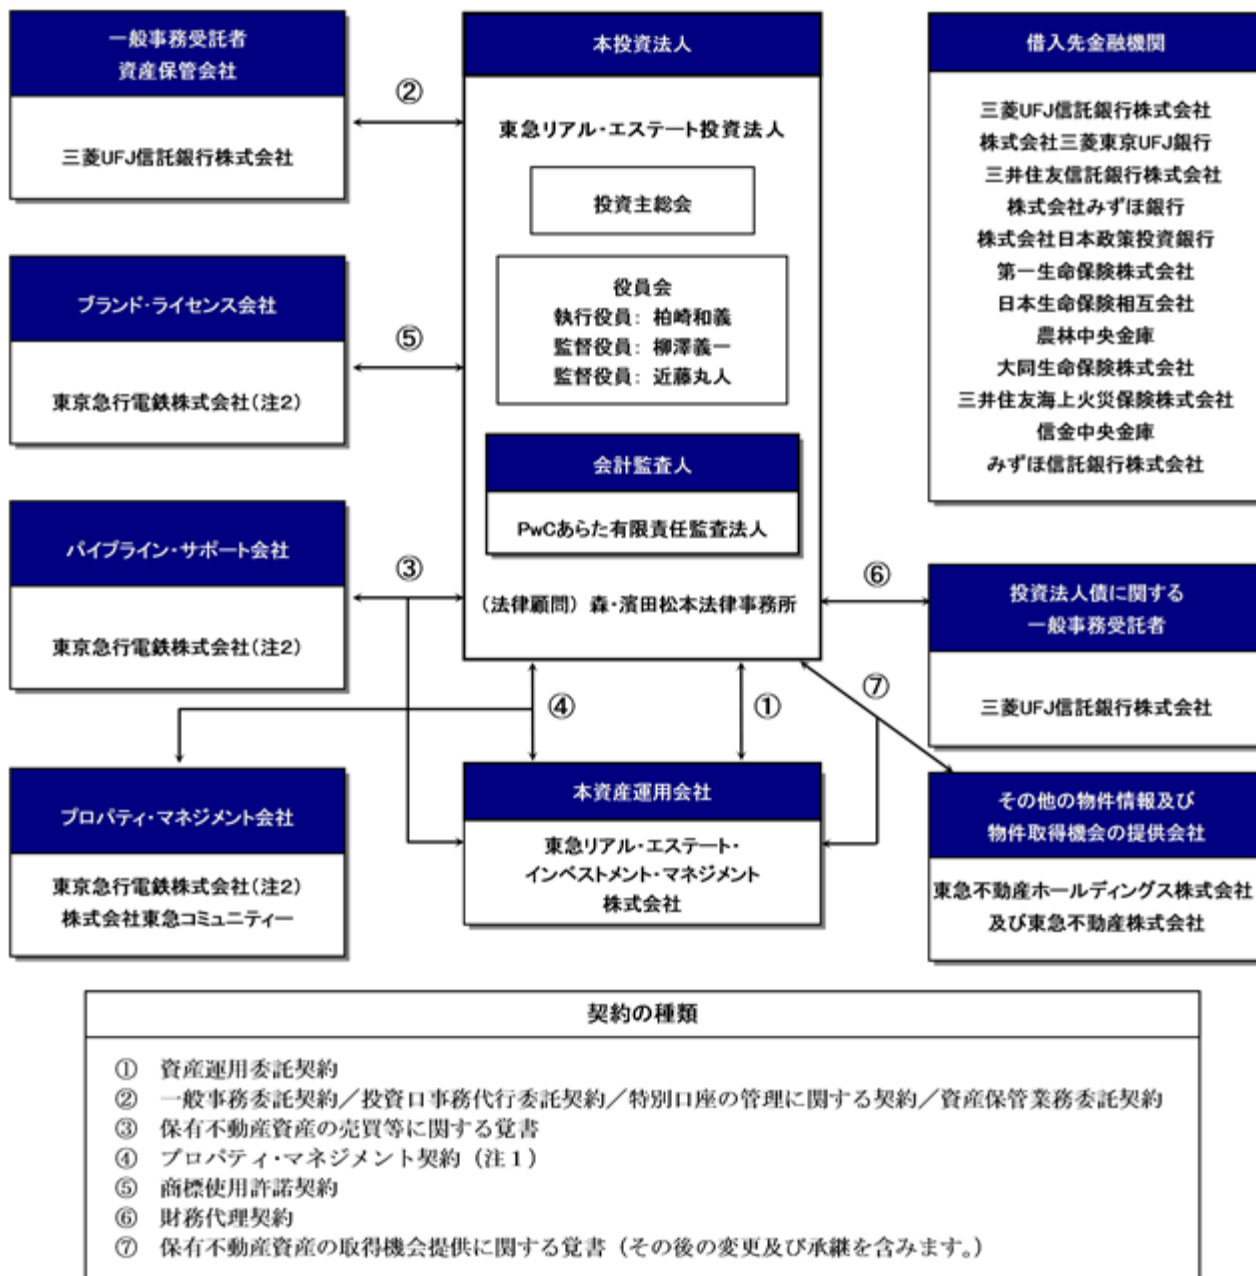 一般事務受託者
資産保管会社
三菱UFJ信託銀行株式会社
②
ブランド・ライセンス会社
東京急行電鉄株式会社(注2)
⑤
パイプライン・サポート会社
東京急行電鉄株式会社(注2)
③
プロパティ・マネジメント会社
東京急行電鉄株式会社(注2)
株式会社東急コミュニティー
④
本投資法人
東急リアル・エステート投資法人
投資主総会
役員会
執行役員: 柏崎和義
監督役員: 柳澤義一
監督役員: 近藤丸人
会計監査人
PwCあらた有限責任監査法人
(法律顧問) 森・濱田松本法律事務所
①
本資産運用会社
東急リアル・エステート・
インベストメント・マネジメント
株式会社
借入先金融機関
三菱UFJ信託銀行株式会社
株式会社三菱東京UFJ銀行
三井住友信託銀行株式会社
株式会社みずほ銀行
株式会社日本政策投資銀行
第一生命保険株式会社
日本生命保険相互会社
農林中央金庫
大同生命保険株式会社
三井住友海上火災保険株式会社
信金中央金庫
みずほ信託銀行株式会社
⑥
投資法人債に関する
一般事務受託者
三菱UFJ信託銀行株式会社
⑦
その他の物件情報及び
物件取得機会の提供会社
東急不動産ホールディングス株式会社
及び東急不動産株式会社
契約の種類
① 資産運用委託契約
② 一般事務委託契約／投資口事務代行委託契約／特別口座の管理に関する契約／資産保管業務委託契約
③ 保有不動産資産の売買等に関する覚書
④ プロパティ・マネジメント契約（注１）
⑤ 商標使用許諾契約
⑥ 財務代理契約
⑦ 保有不動産資産の取得機会提供に関する覚書（その後の変更及び承継を含みます。）